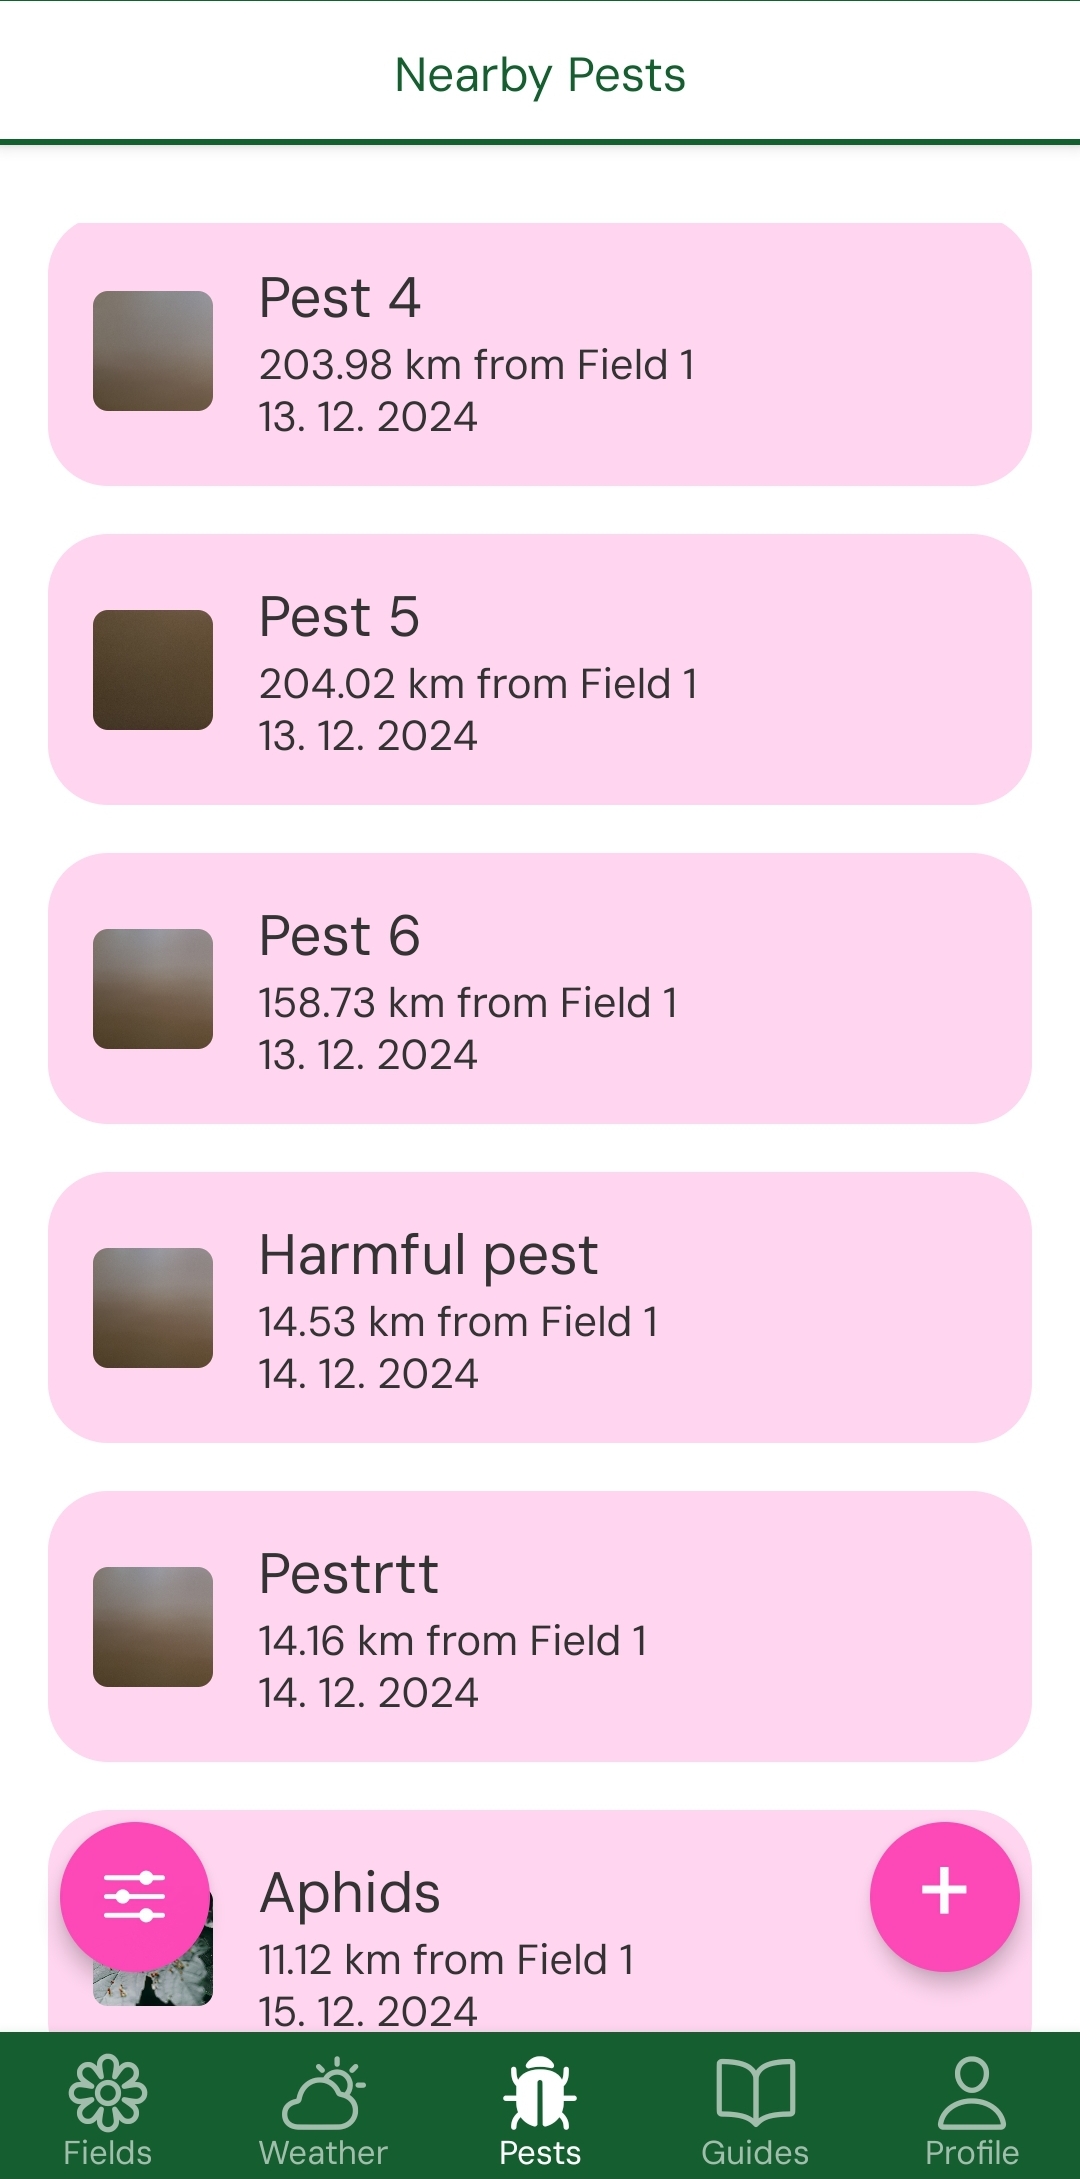 Nearby Pests
Pest 4
203.98 km from Field 1
13. 12. 2024
Pest 5
204.02 km from Field 1
13. 12. 2024
Pest 6
158.73 km from Field 1
13. 12. 2024
Harmful pest
14.53 km from Field 1
14. 12. 2024
Pestrtt
14.16 km from Field 1
14. 12. 2024
Aphids
11.12 km from Field 1
15. 12. 2024
Fields Weather Pests Guides Profile